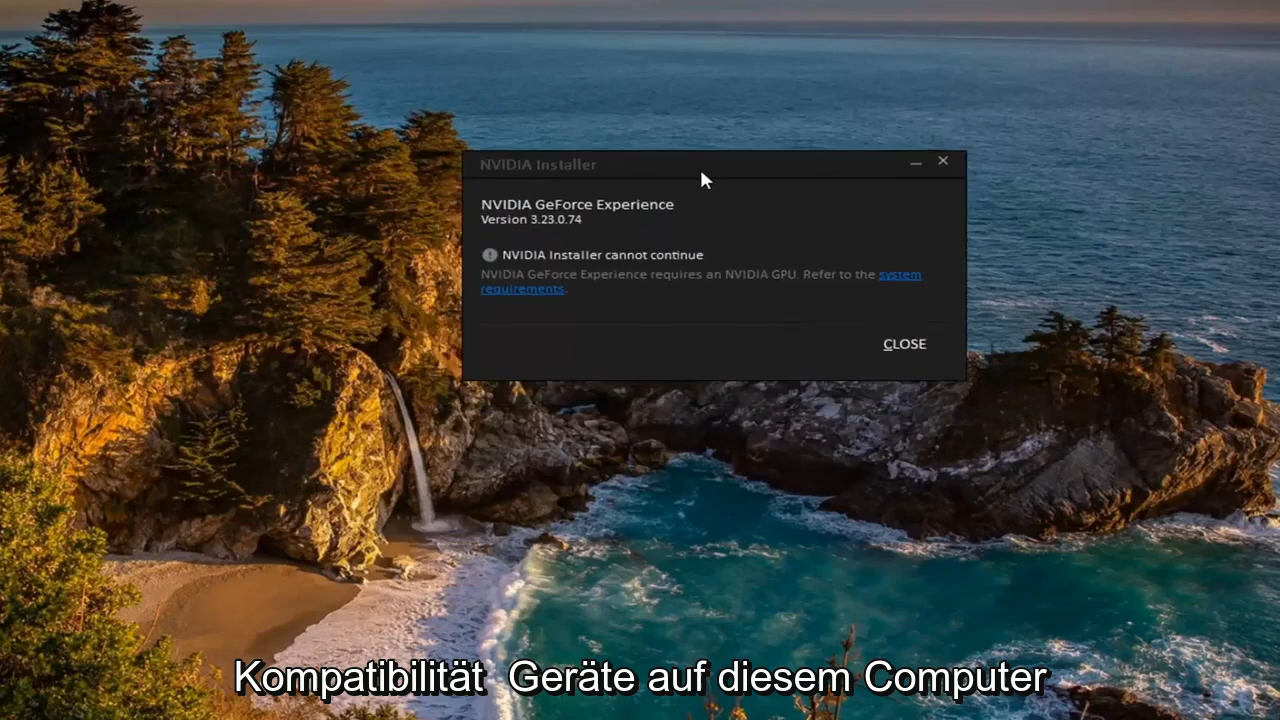 NVIDIA Installer
NVIDIA GeForce Experience
Version 3.23.0.74
NVIDIA Installer cannot continue
NVIDIA GeForce Experience requires an NVIDIA GPU. Refer to the system
requirements.
CLOSE
Kompatibilität  Geräte auf diesem Computer